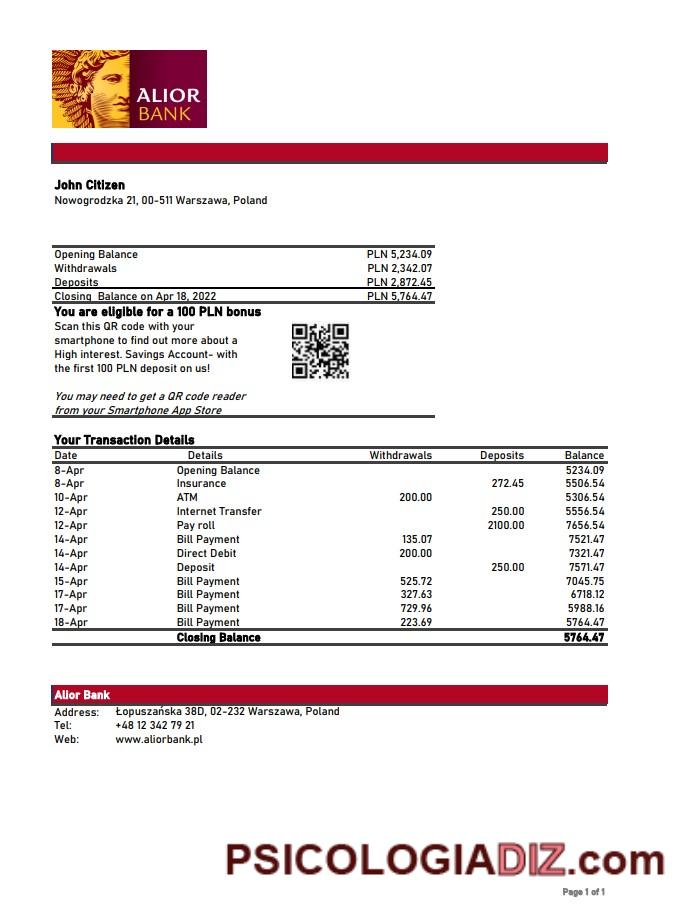 ALIOR
BANK
John Citizen
Nowogrodzka 21, 00-511 Warszawa, Poland
Opening Balance PLN 5,234.09
Withdrawals PLN 2,342.07
Deposits PLN 2,872.45
Closing Balance on Apr 18, 2022 PLN 5,764.47
You are eligible for a 100 PLN bonus
Scan this QR code with your
smartphone to find out more about a
High interest. Savings Account- with
the first 100 PLN deposit on us!
You may need to get a QR code reader
from your Smartphone App Store
Your Transaction Details
Date Details Withdrawals Deposits Balance
8-Apr Opening Balance 5234.09
8-Apr Insurance 272.45 5506.54
10-Apr ATM 200.00 5306.54
12-Apr Internet Transfer 250.00 5556.54
12-Apr Pay roll 2100.00 7656.54
14-Apr Bill Payment 135.07 7521.47
14-Apr Direct Debit 200.00 7321.47
14-Apr Deposit 250.00 7571.47
15-Apr Bill Payment 525.72 7045.75
17-Apr Bill Payment 327.63 6718.12
17-Apr Bill Payment 729.96 5988.16
18-Apr Bill Payment 223.69 5764.47
Closing Balance 5764.47
Alior Bank
Address: Łopuszańska 38D, 02-232 Warszawa, Poland
Tel: +48 12 342 79 21
Web: www.aliorbank.pl
PSICOLOGIADIZ.com
Page 1 of 1